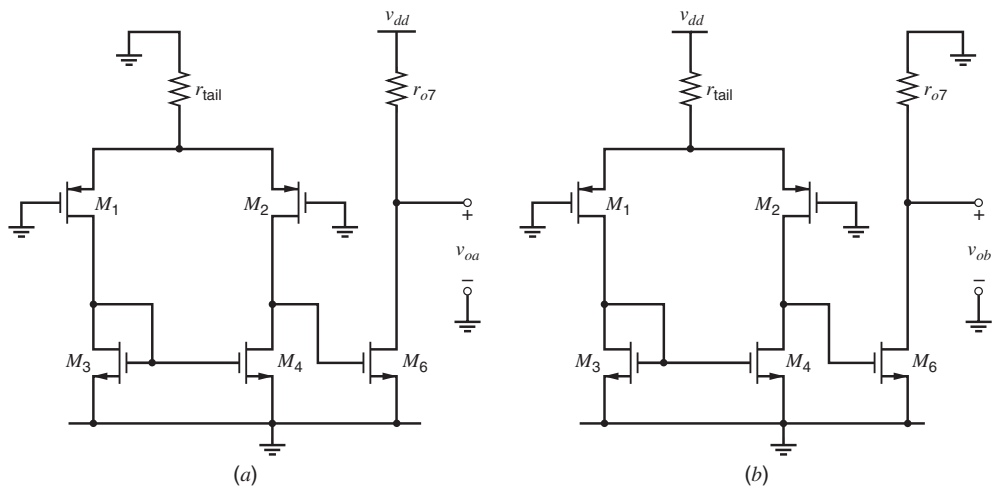 v_dd
r_tail
r_o7
M_1
M_2
+
v_oa
−
M_3
M_4
M_6
(a)
v_dd
r_tail
r_o7
M_1
M_2
+
v_ob
−
M_3
M_4
M_6
(b)